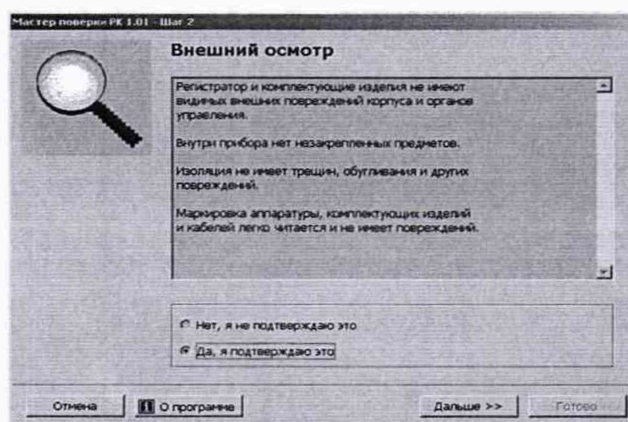 Мастер поверки РК 1.01 - Шаг 2
Внешний осмотр
Регистратор и комплектующие изделия не имеют
видимых внешних повреждений корпуса и органов
управления.
Внутри прибора нет незакрепленных предметов.
Изоляция не имеет трещин, обугливания и других
повреждений.
Маркировка аппаратуры, комплектующих изделий
и кабелей легко читается и не имеет повреждений.
Нет, я не подтверждаю это
Да, я подтверждаю это
Отмена
О программе
Дальше >>
Готово